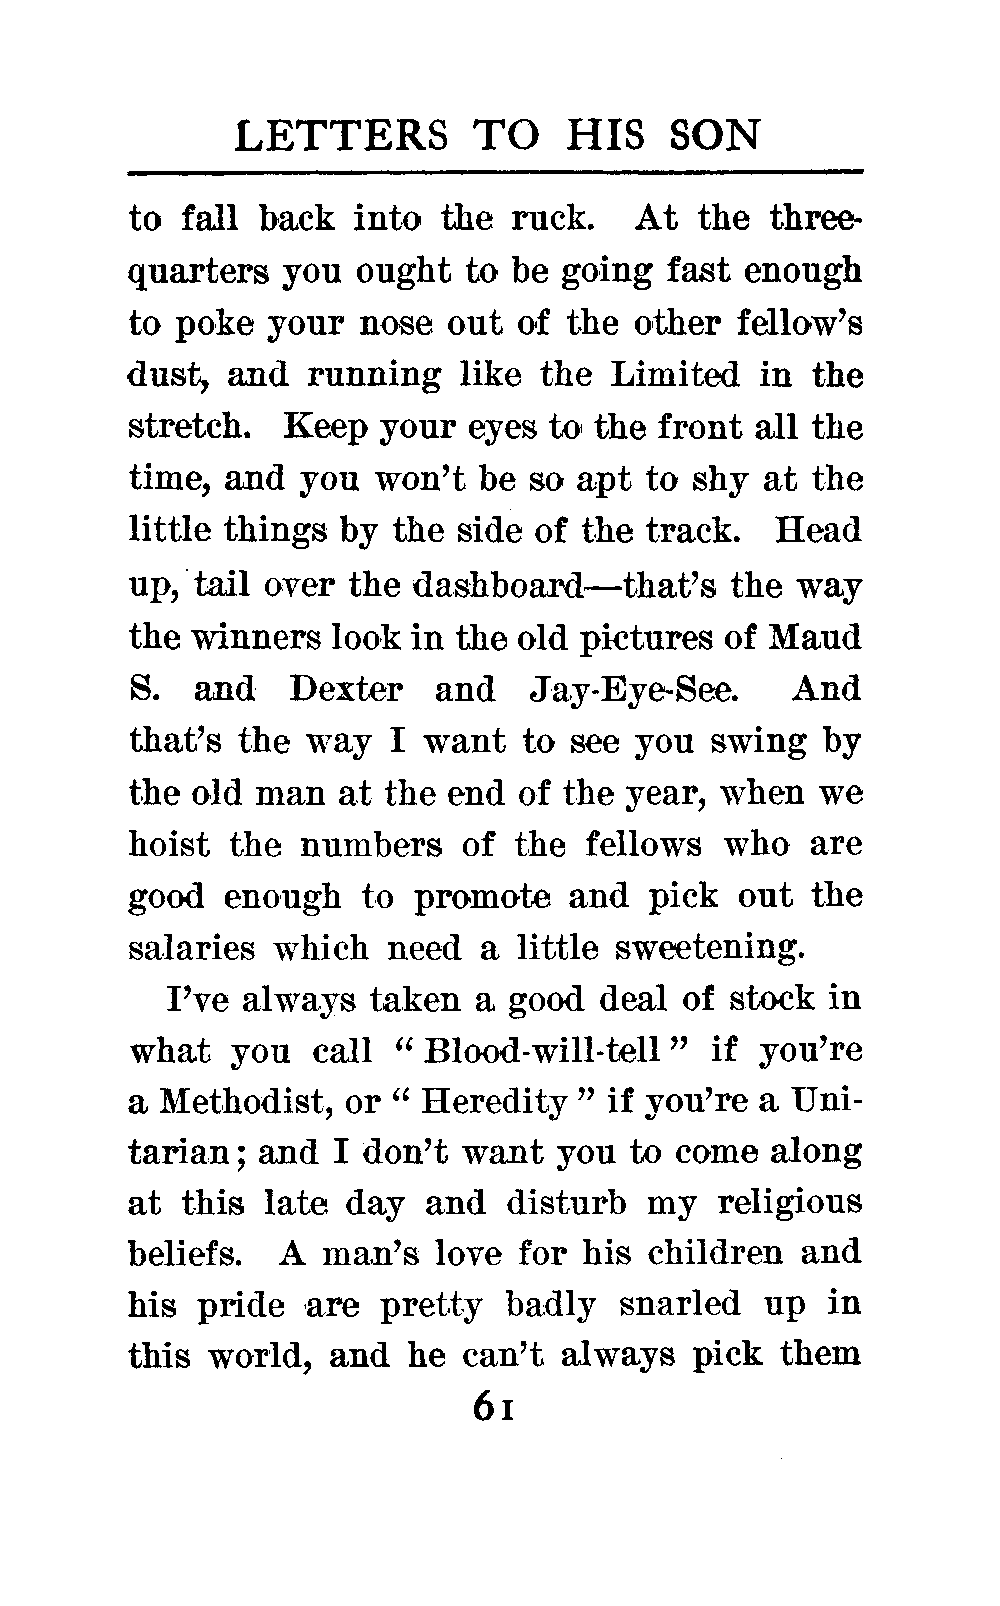 LETTERS TO HIS SON
to fall back into the ruck. At the three-
quarters you ought to be going fast enough
to poke your nose out of the other fellow's
dust, and running like the Limited in the
stretch. Keep your eyes to the front all the
time, and you won't be so apt to shy at the
little things by the side of the track. Head
up, tail over the dashboard—that's the way
the winners look in the old pictures of Maud
S. and Dexter and Jay-Eye-See. And
that's the way I want to see you swing by
the old man at the end of the year, when we
hoist the numbers of the fellows who are
good enough to promote and pick out the
salaries which need a little sweetening.
I've always taken a good deal of stock in
what you call “ Blood-will-tell ” if you're
a Methodist, or “ Heredity ” if you're a Uni-
tarian; and I don't want you to come along
at this late day and disturb my religious
beliefs. A man's love for his children and
his pride are pretty badly snarled up in
this world, and he can't always pick them
61